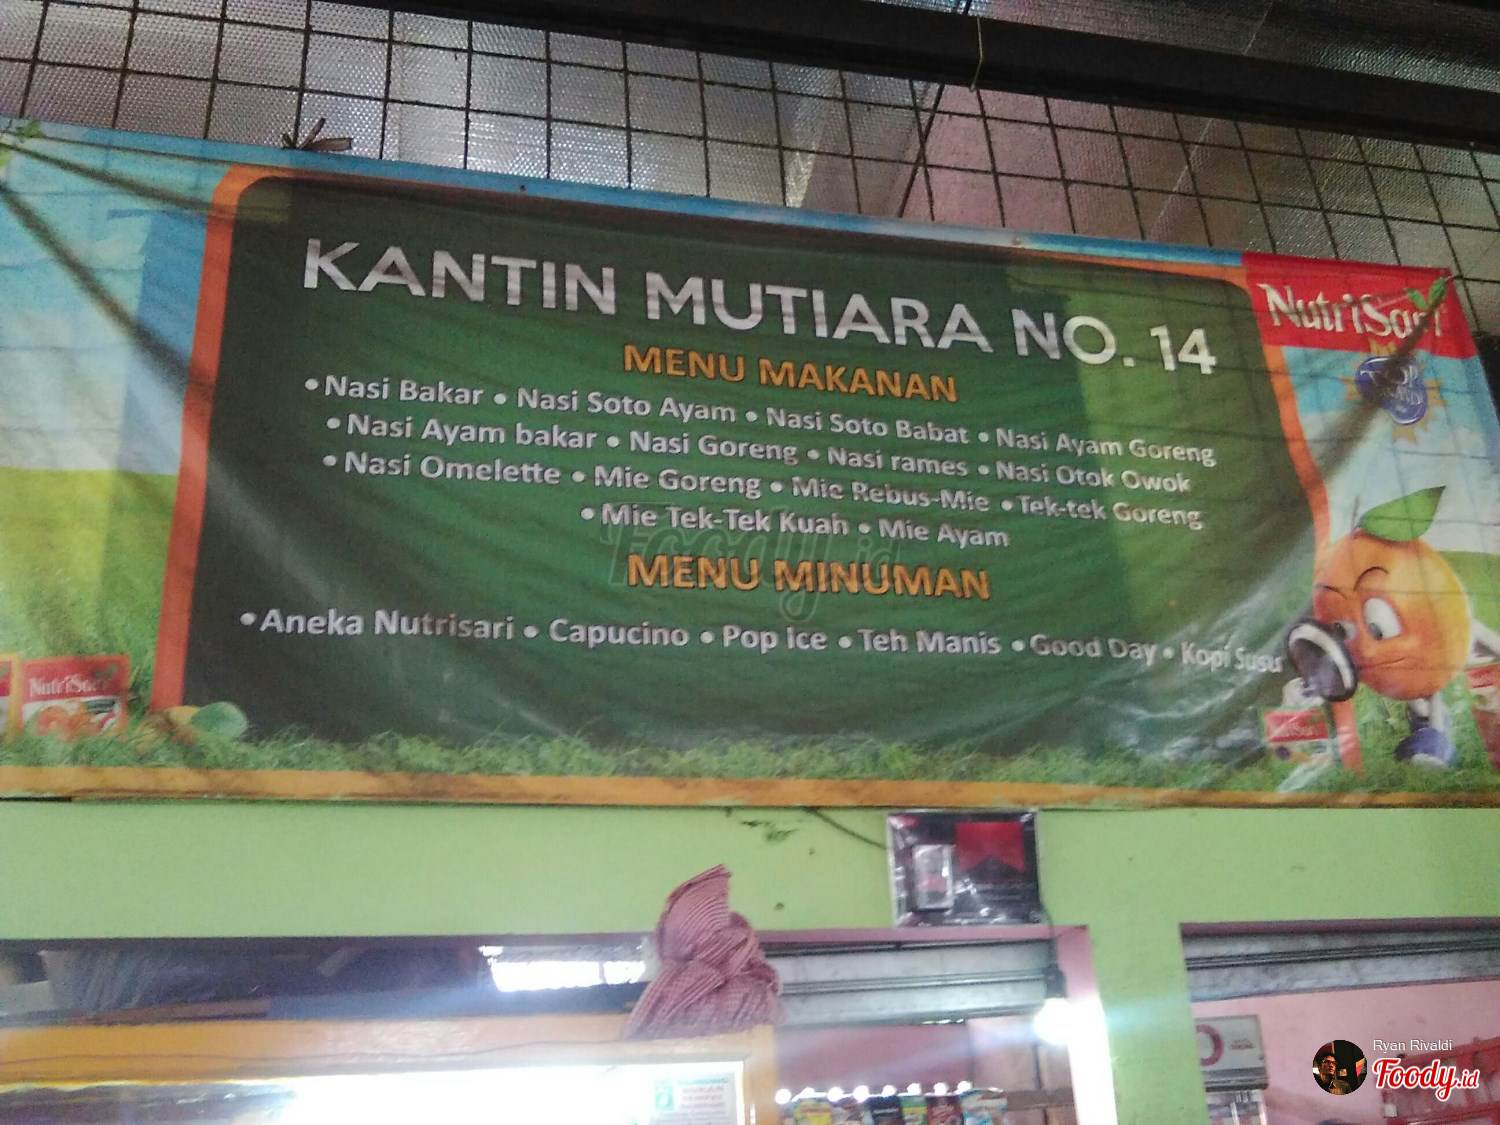 KANTIN MUTIARA NO. 14
NutriSari
MENU MAKANAN
•Nasi Bakar • Nasi Soto Ayam • Nasi Soto Babat • Nasi Ayam Goreng
•Nasi Ayam bakar • Nasi Goreng • Nasi rames • Nasi Otok Owok
•Nasi Omelette • Mie Goreng • Mie Rebus-Mie • Tek-tek Goreng
•Mie Tek-Tek Kuah • Mie Ayam
MENU MINUMAN
•Aneka Nutrisari • Capucino • Pop ice • Teh Manis • Good Day • Kopi Susu
NutriSari
Foody.id
Ryan Rivaldi
Foody.id